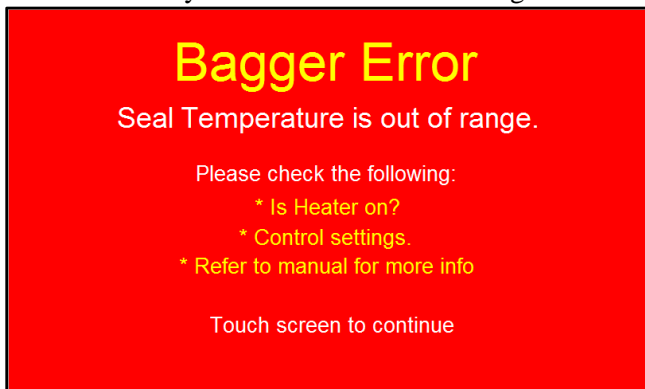 Bagger Error
Seal Temperature is out of range.
Please check the following:
* Is Heater on?
* Control settings.
* Refer to manual for more info
Touch screen to continue